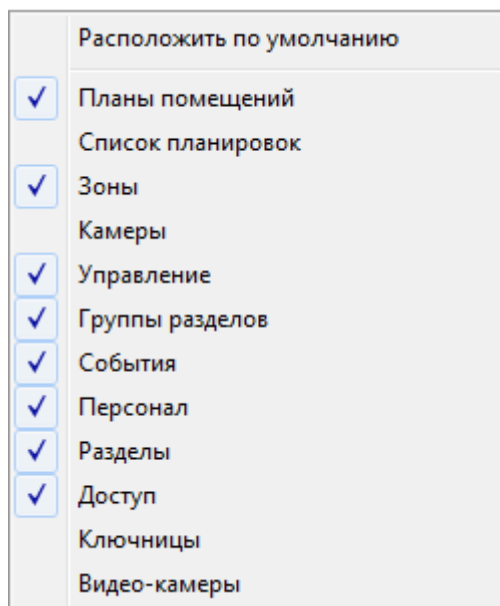 Расположить по умолчанию
Планы помещений
Список планировок
Зоны
Камеры
Управление
Группы разделов
События
Персонал
Разделы
Доступ
Ключницы
Видео-камеры